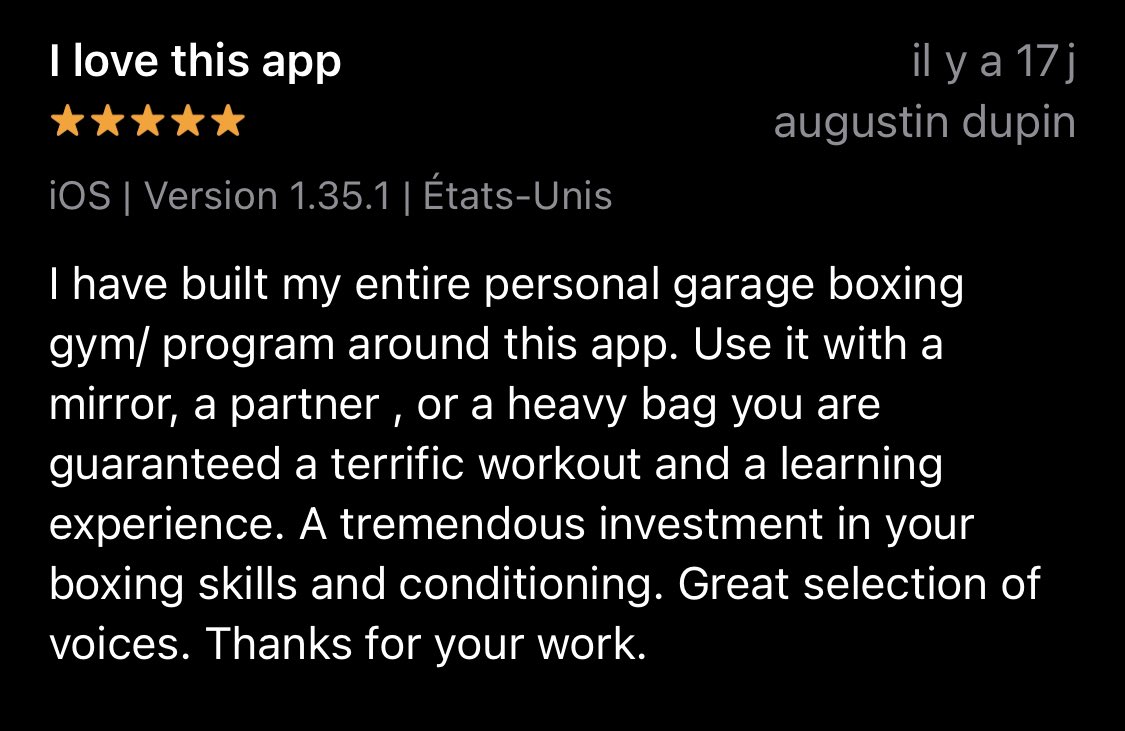 I love this app
il y a 17 j
augustin dupin
iOS | Version 1.35.1 | États-Unis
I have built my entire personal garage boxing
gym/ program around this app. Use it with a
mirror, a partner , or a heavy bag you are
guaranteed a terrific workout and a learning
experience. A tremendous investment in your
boxing skills and conditioning. Great selection of
voices. Thanks for your work.